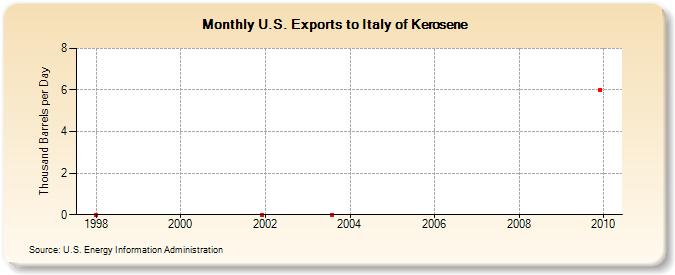 Monthly U.S. Exports to Italy of Kerosene
Thousand Barrels per Day
8
6
4
2
0
1998 2000 2002 2004 2006 2008 2010
Source: U.S. Energy Information Administration